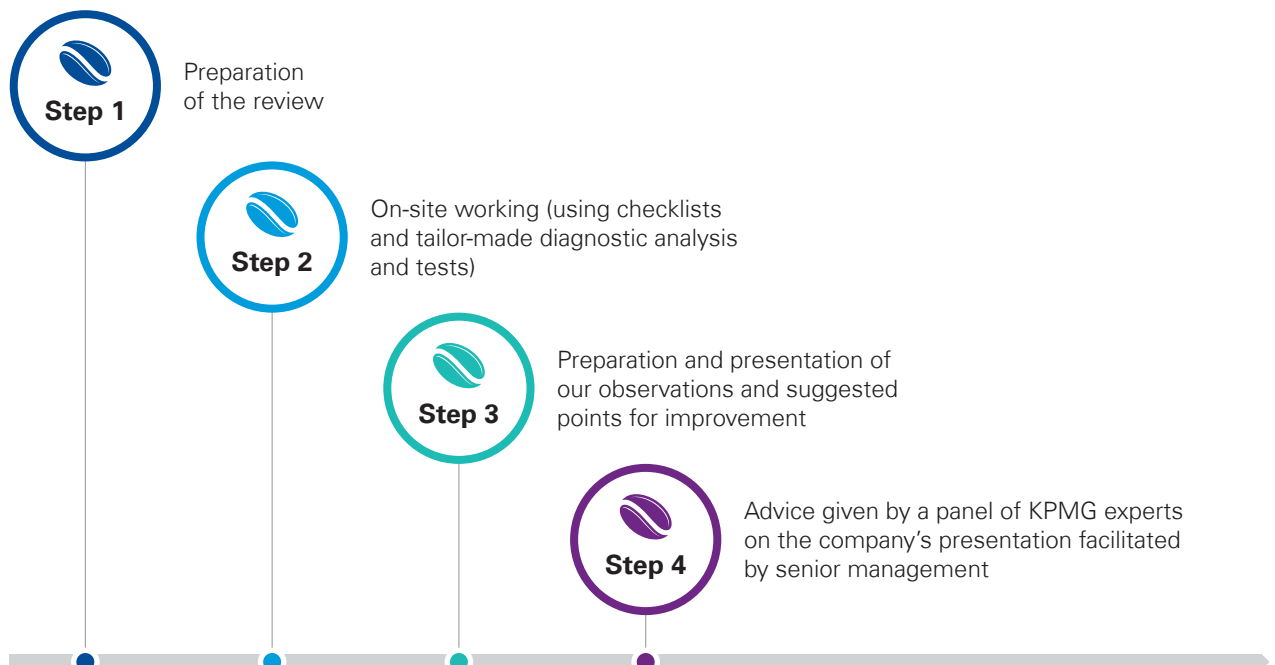 Step 1
Preparation
of the review
Step 2
On-site working (using checklists
and tailor-made diagnostic analysis
and tests)
Step 3
Preparation and presentation of
our observations and suggested
points for improvement
Step 4
Advice given by a panel of KPMG experts
on the company’s presentation facilitated
by senior management